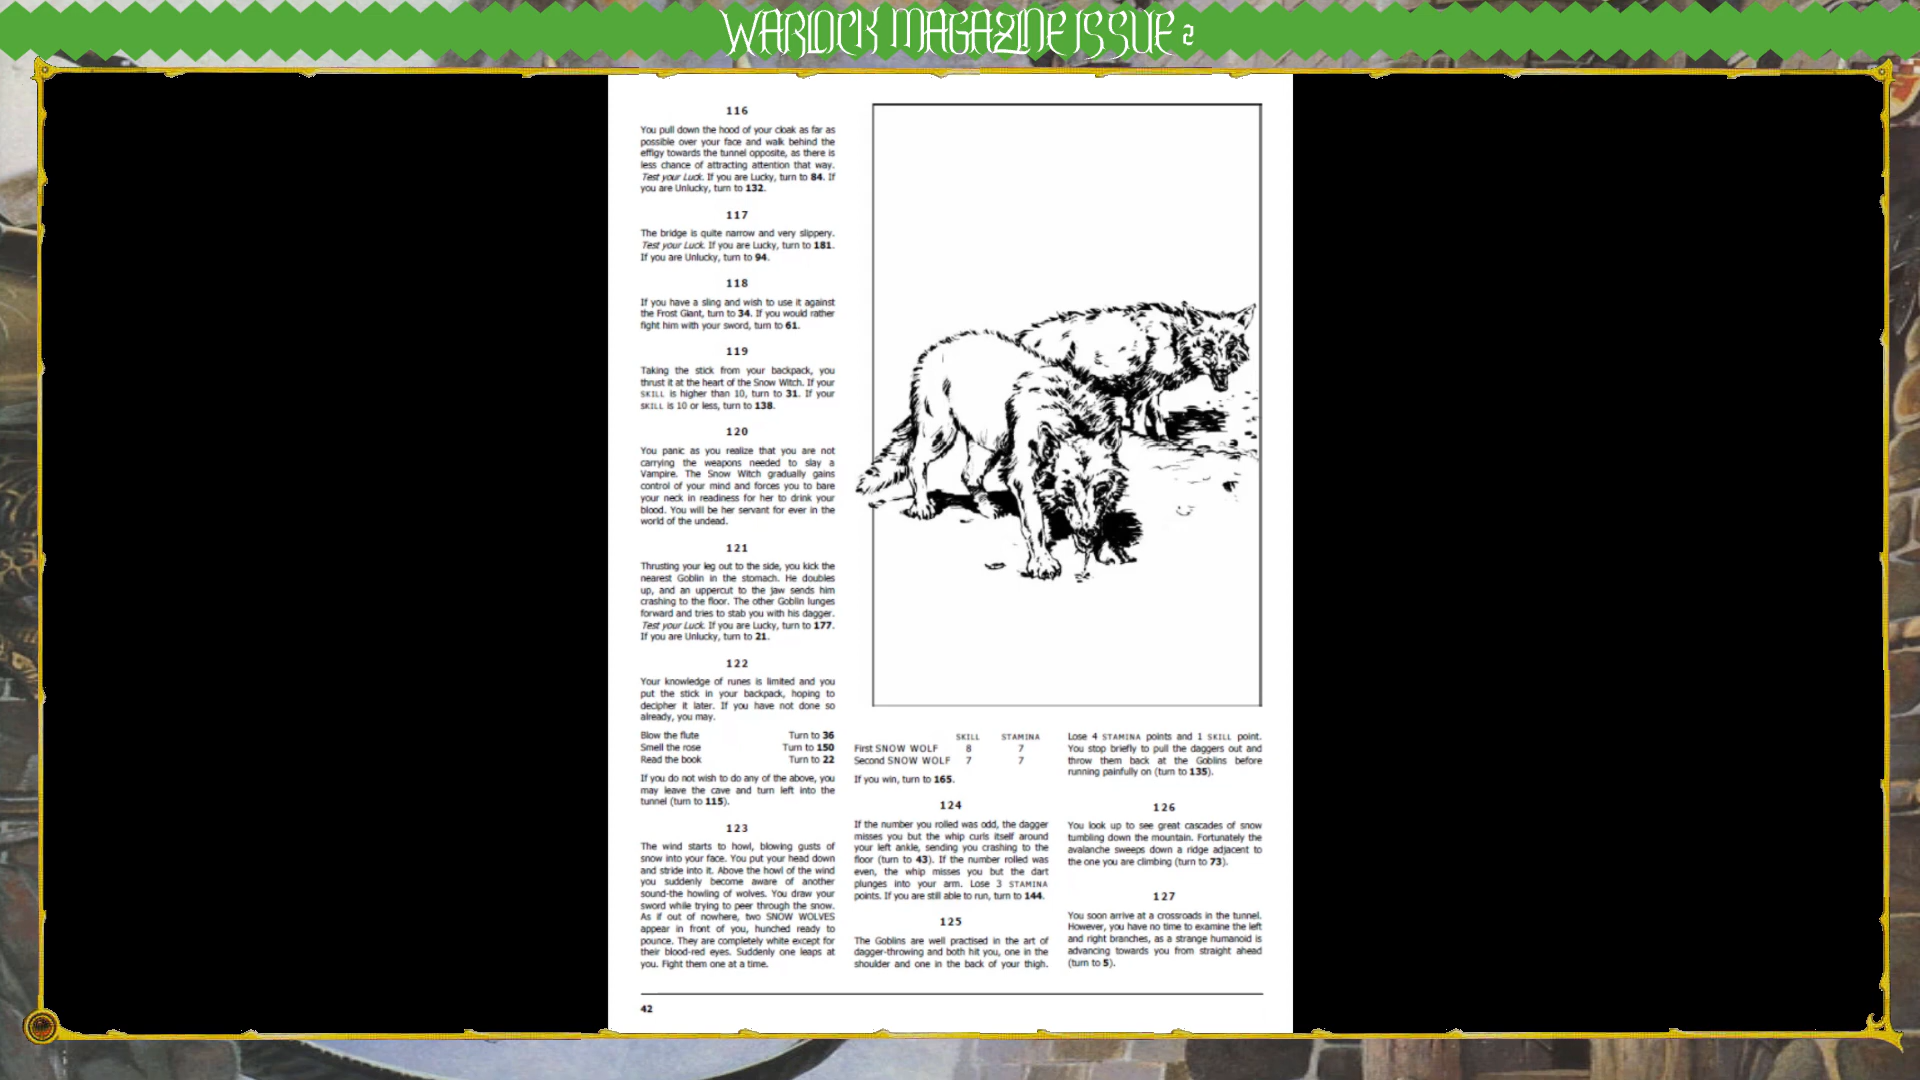 WARLOCK MAGAZINE ISSUE 2
116
You pull down the hood of your cloak as far as
possible over your face and walk behind the
effigy towards the tunnel opposite, as there is
less chance of attracting attention that way.
Test your Luck. If you are Lucky, turn to 84. If
you are Unlucky, turn to 132.
117
The bridge is quite narrow and very slippery.
Test your Luck. If you are Lucky, turn to 181.
If you are Unlucky, turn to 94.
118
If you have a sling and wish to use it against
the Frost Giant, turn to 34. If you would rather
fight him with your sword, turn to 61.
119
Taking the stick from your backpack, you
thrust it at the heart of the Snow Witch. If your
SKILL is higher than 10, turn to 31. If your
SKILL is 10 or less, turn to 138.
120
You panic as you realize that you are not
carrying the weapons needed to slay a
Vampire. The Snow Witch gradually gains
control of your mind and forces you to bare
your neck in readiness for her to drink your
blood. You will be her servant for ever in the
world of the undead.
121
Thrusting your leg out to the side, you kick the
nearest Goblin in the stomach. He doubles
up, and an uppercut to the jaw sends him
crashing to the floor. The other Goblin lunges
forward and tries to stab you with his dagger.
Test your Luck. If you are Lucky, turn to 177.
If you are Unlucky, turn to 21.
122
Your knowledge of runes is limited and you
put the stick in your backpack, hoping to
decipher it later. If you have not done so
already, you may.
Blow the flute Turn to 36
Smell the rose Turn to 150
Read the book Turn to 22
If you do not wish to do any of the above, you
may leave the cave and turn left into the
tunnel (turn to 115).
123
The wind starts to howl, blowing gusts of
snow into your face. You put your head down
and stride into it. Above the howl of the wind
you suddenly become aware of another
sound-the howling of wolves. You draw your
sword while trying to peer through the snow.
As if out of nowhere, two SNOW WOLVES
appear in front of you, hunched ready to
pounce. They are completely white except for
their blood-red eyes. Suddenly one leaps at
you. Fight them one at a time.
SKILL STAMINA
First SNOW WOLF 8 7
Second SNOW WOLF 7 7
If you win, turn to 165.
124
If the number you rolled was odd, the dagger
misses you but the whip curls itself around
your left ankle, sending you crashing to the
floor (turn to 43). If the number rolled was
even, the whip misses you but the dart
plunges into your arm. Lose 3 STAMINA
points. If you are still able to run, turn to 144.
125
The Goblins are well practised in the art of
dagger-throwing and both hit you, one in the
shoulder and one in the back of your thigh.
Lose 4 STAMINA points and 1 SKILL point.
You stop briefly to pull the daggers out and
throw them back at the Goblins before
running painfully on (turn to 135).
126
You look up to see great cascades of snow
tumbling down the mountain. Fortunately the
avalanche sweeps down a ridge adjacent to
the one you are climbing (turn to 73).
127
You soon arrive at a crossroads in the tunnel.
However, you have no time to examine the left
and right branches, as a strange humanoid is
advancing towards you from straight ahead
(turn to 5).
42